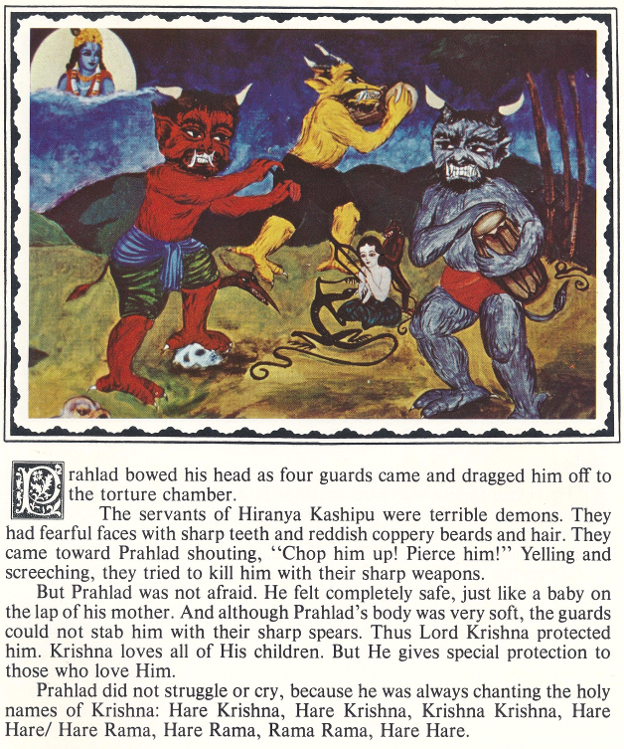 Prahlad bowed his head as four guards came and dragged him off to
the torture chamber.
The servants of Hiranya Kashipu were terrible demons. They
had fearful faces with sharp teeth and reddish coppery beards and hair. They
came toward Prahlad shouting, “Chop him up! Pierce him!” Yelling and
screeching, they tried to kill him with their sharp weapons.
But Prahlad was not afraid. He felt completely safe, just like a baby on
the lap of his mother. And although Prahlad’s body was very soft, the guards
could not stab him with their sharp spears. Thus Lord Krishna protected
him. Krishna loves all of His children. But He gives special protection to
those who love Him.
Prahlad did not struggle or cry, because he was always chanting the holy
names of Krishna: Hare Krishna, Hare Krishna, Krishna Krishna, Hare
Hare/ Hare Rama, Hare Rama, Rama Rama, Hare Hare.